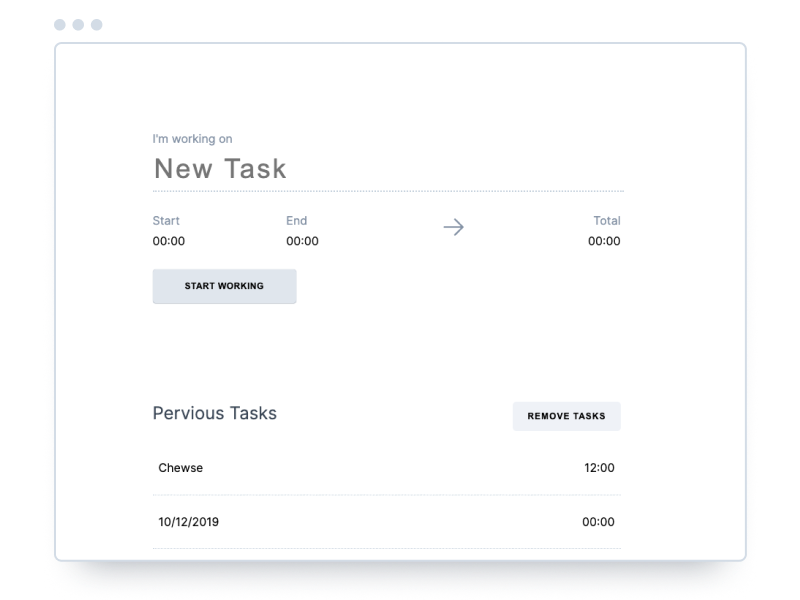 I'm working on
New Task
Start End Total
00:00 00:00 00:00
START WORKING
Pervious Tasks REMOVE TASKS
Chewse 12:00
10/12/2019 00:00